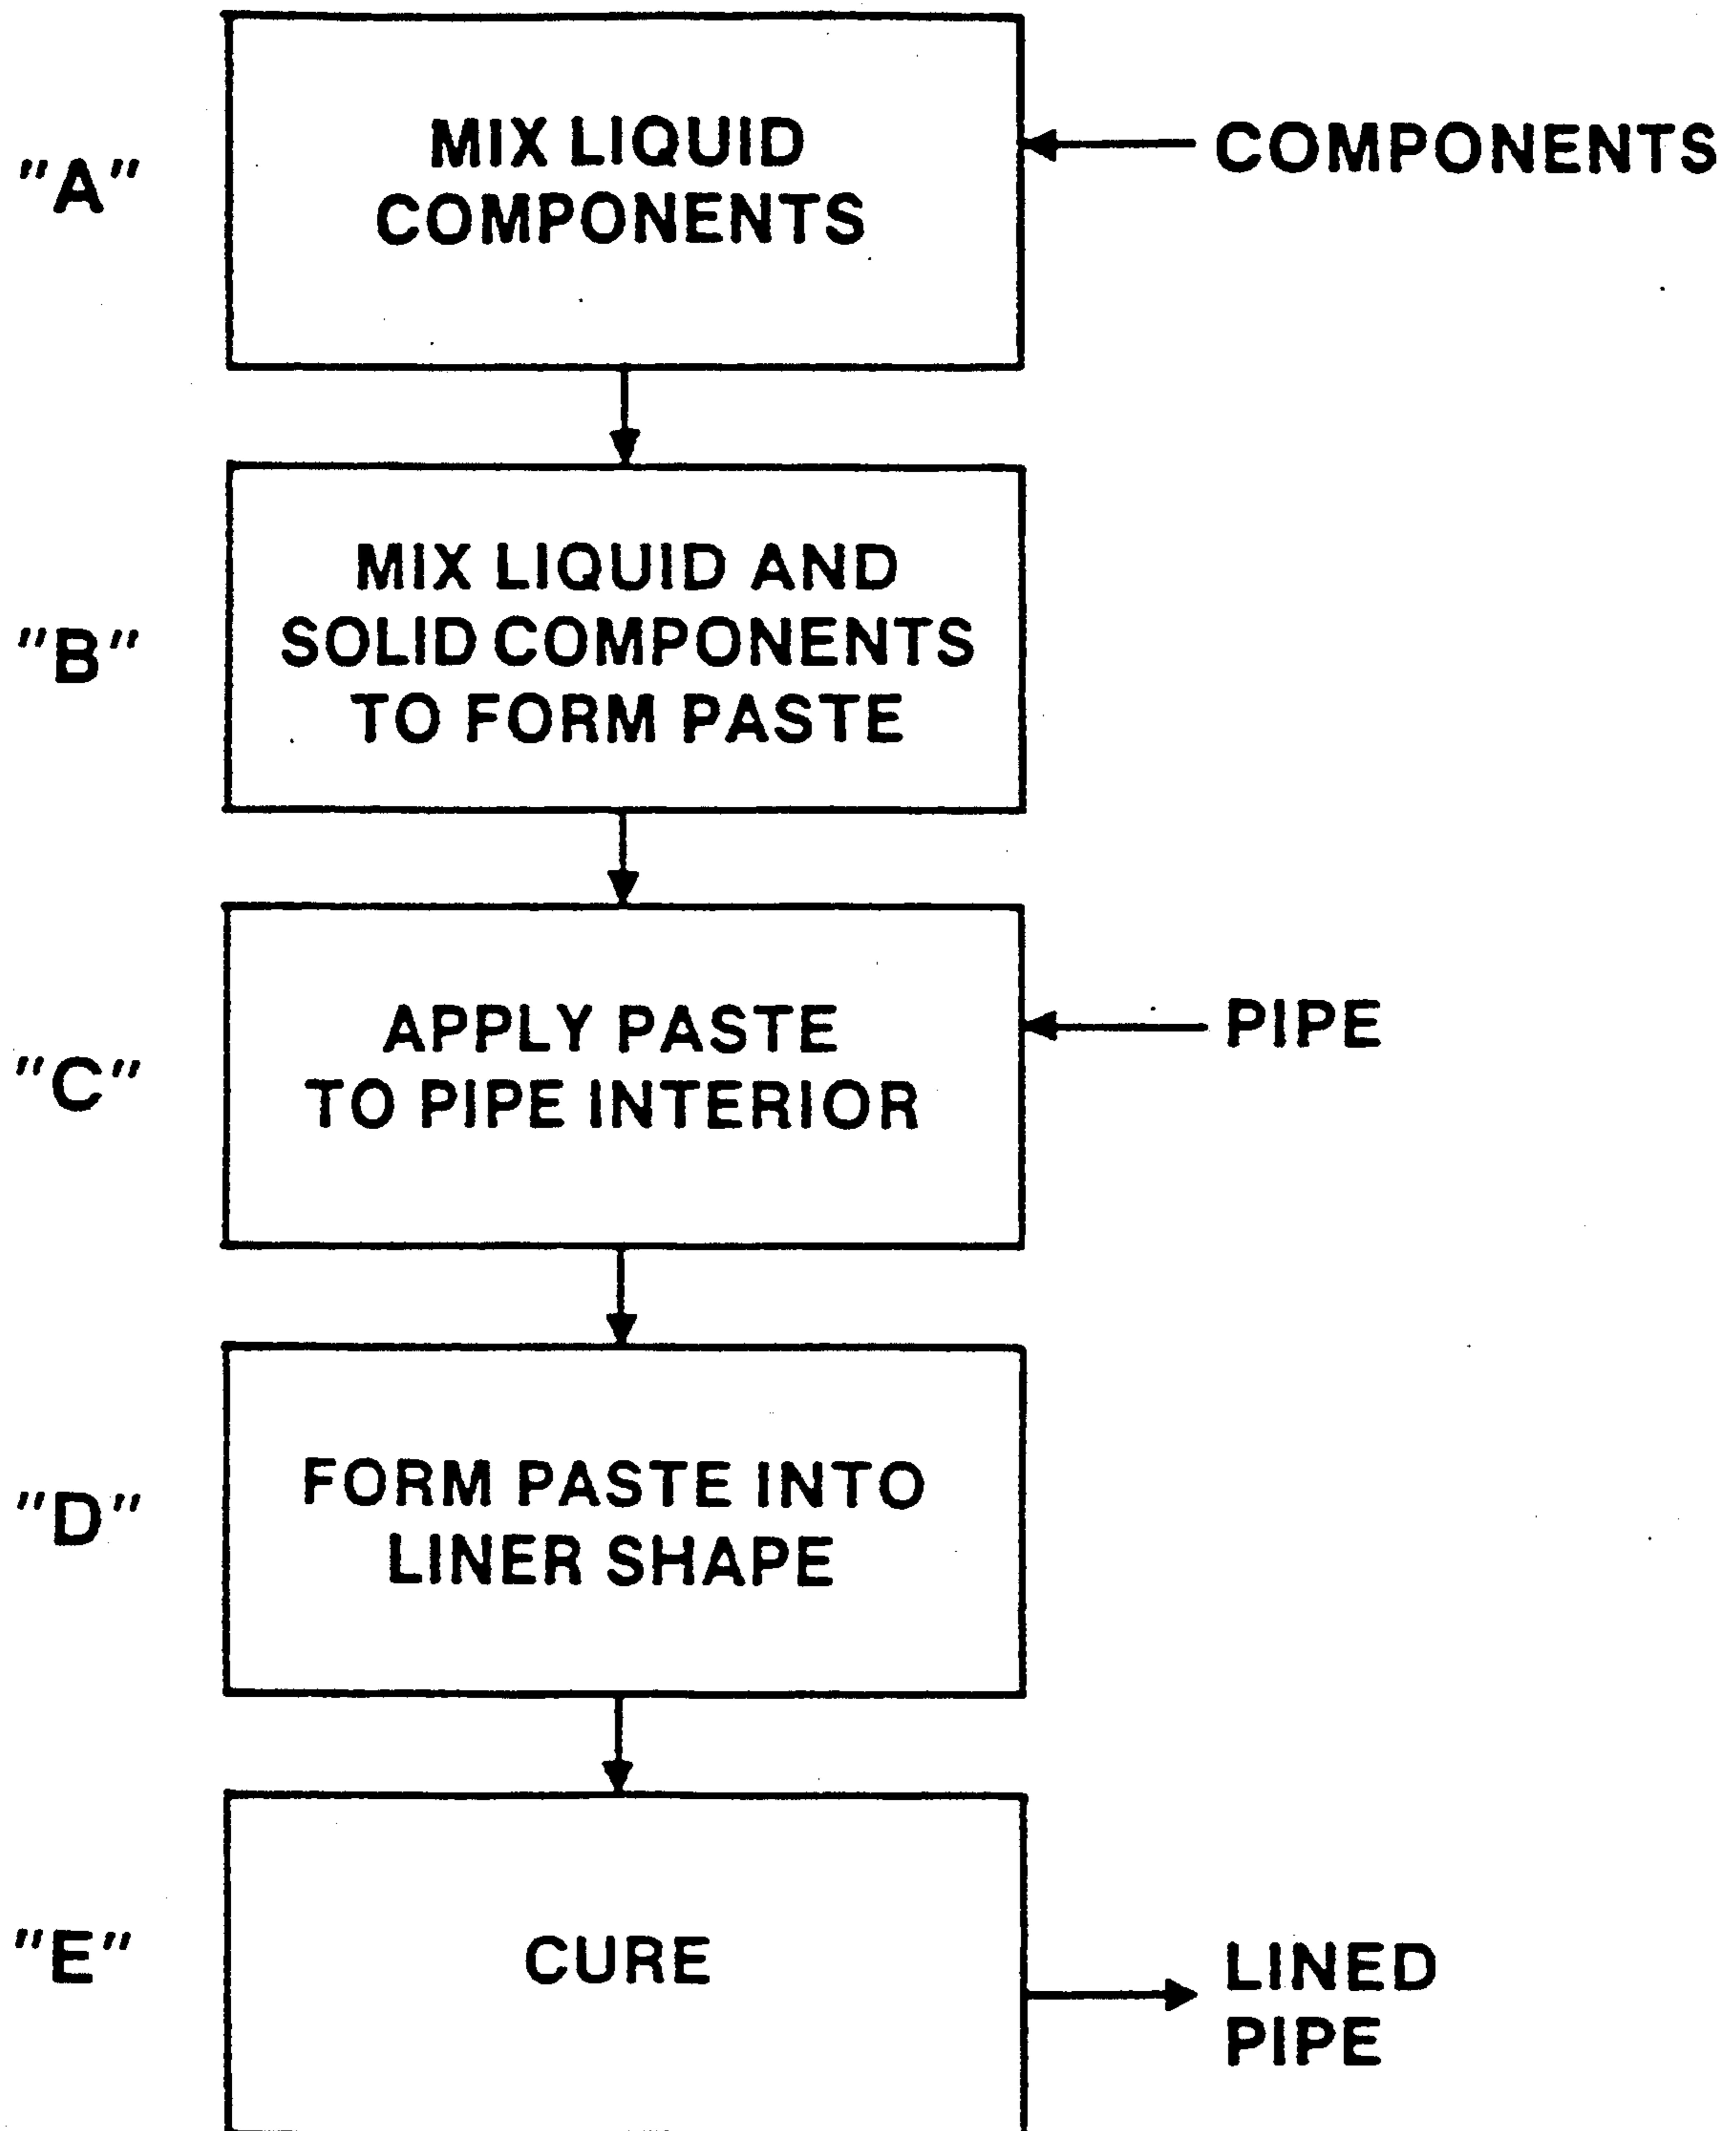 "A"
MIX LIQUID
COMPONENTS
COMPONENTS
"B"
MIX LIQUID AND
SOLID COMPONENTS
TO FORM PASTE
"C"
APPLY PASTE
TO PIPE INTERIOR
PIPE
"D"
FORM PASTE INTO
LINER SHAPE
"E"
CURE
LINED
PIPE